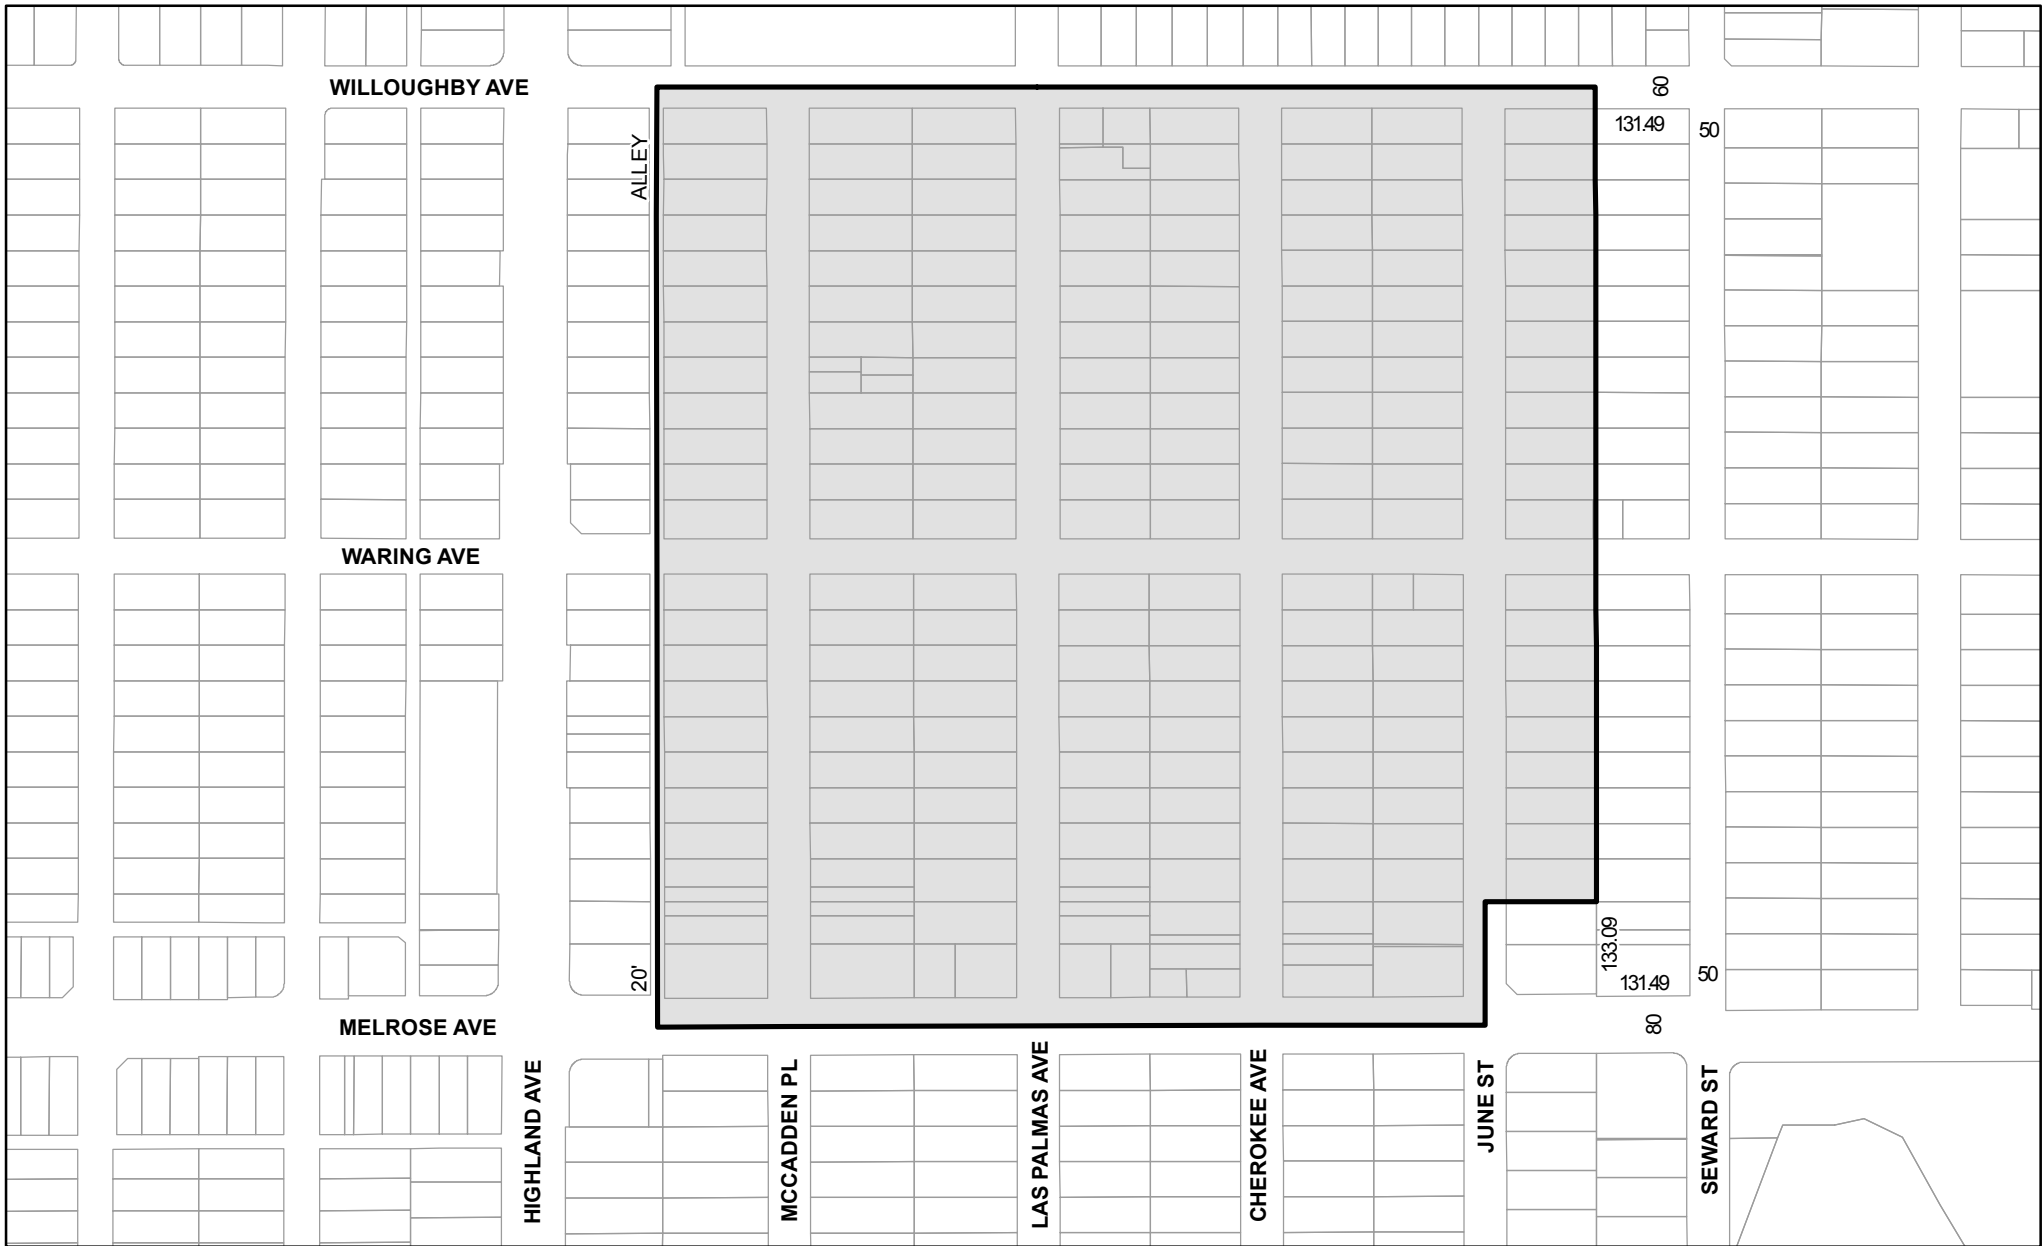 WILLOUGHBY AVE
60
131.49
50
ALLEY
WARING AVE
133.09
20'
131.49
50
MELROSE AVE
80
HIGHLAND AVE
MCCADDEN PL
LAS PALMAS AVE
CHEROKEE AVE
JUNE ST
SEWARD ST